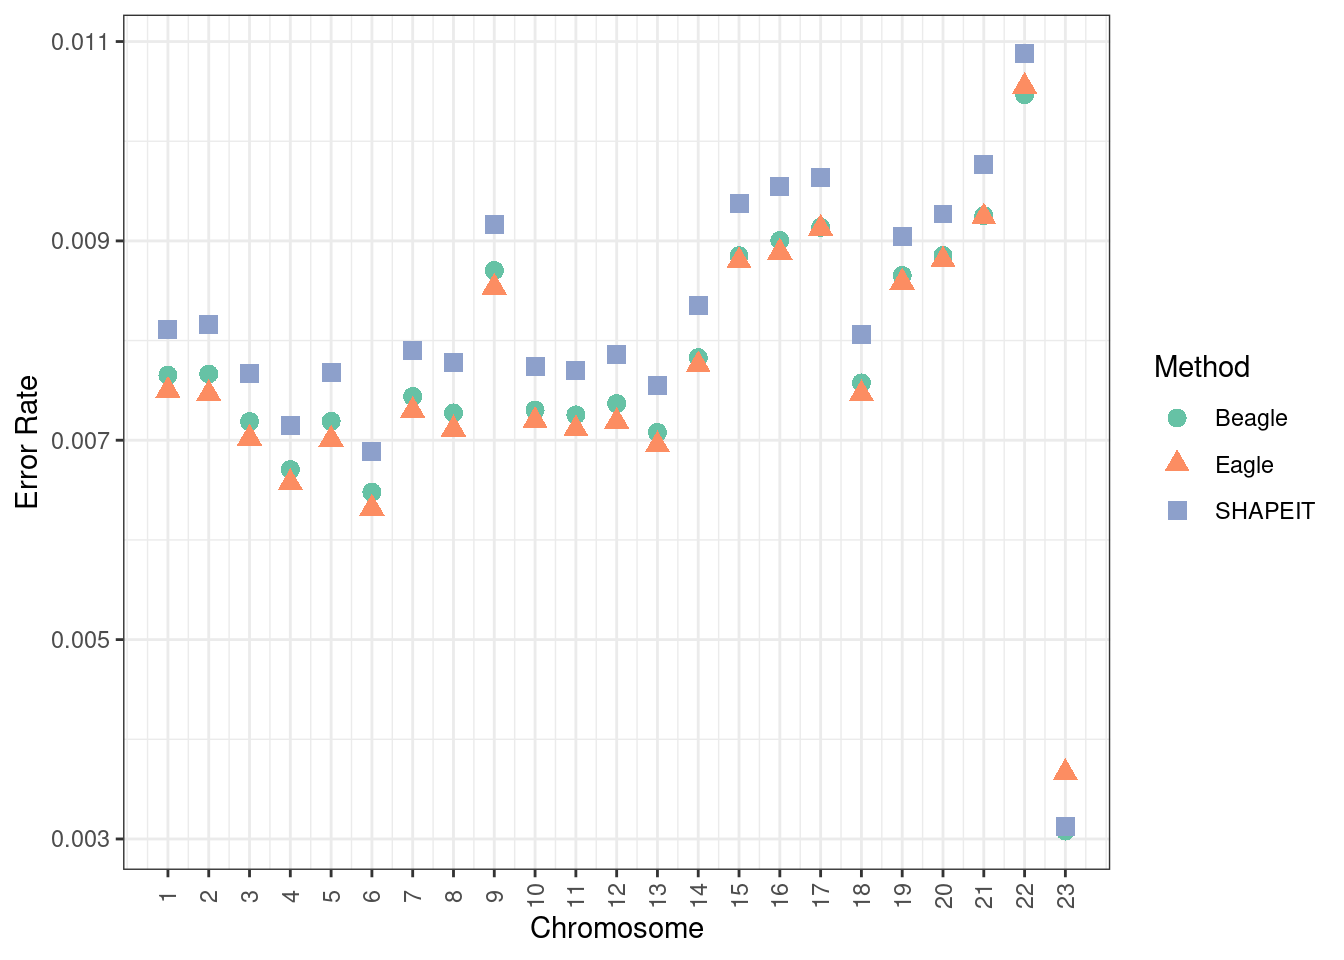 0.011
0.009
0.007
0.005
0.003
Error Rate
1 2 3 4 5 6 7 8 9 10 11 12 13 14 15 16 17 18 19 20 21 22 23
Chromosome
Method
Beagle
Eagle
SHAPEIT